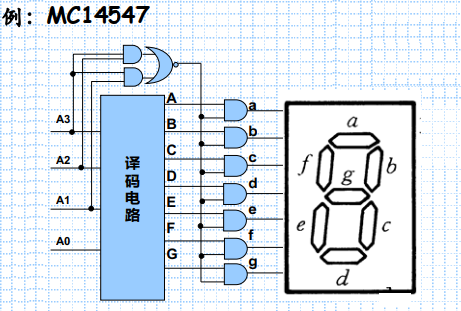 例：MC14547
A3
A2
A1
A0
译码电路
A
B
C
D
E
F
G
a
b
c
d
e
f
g
a
f
b
g
e
c
d